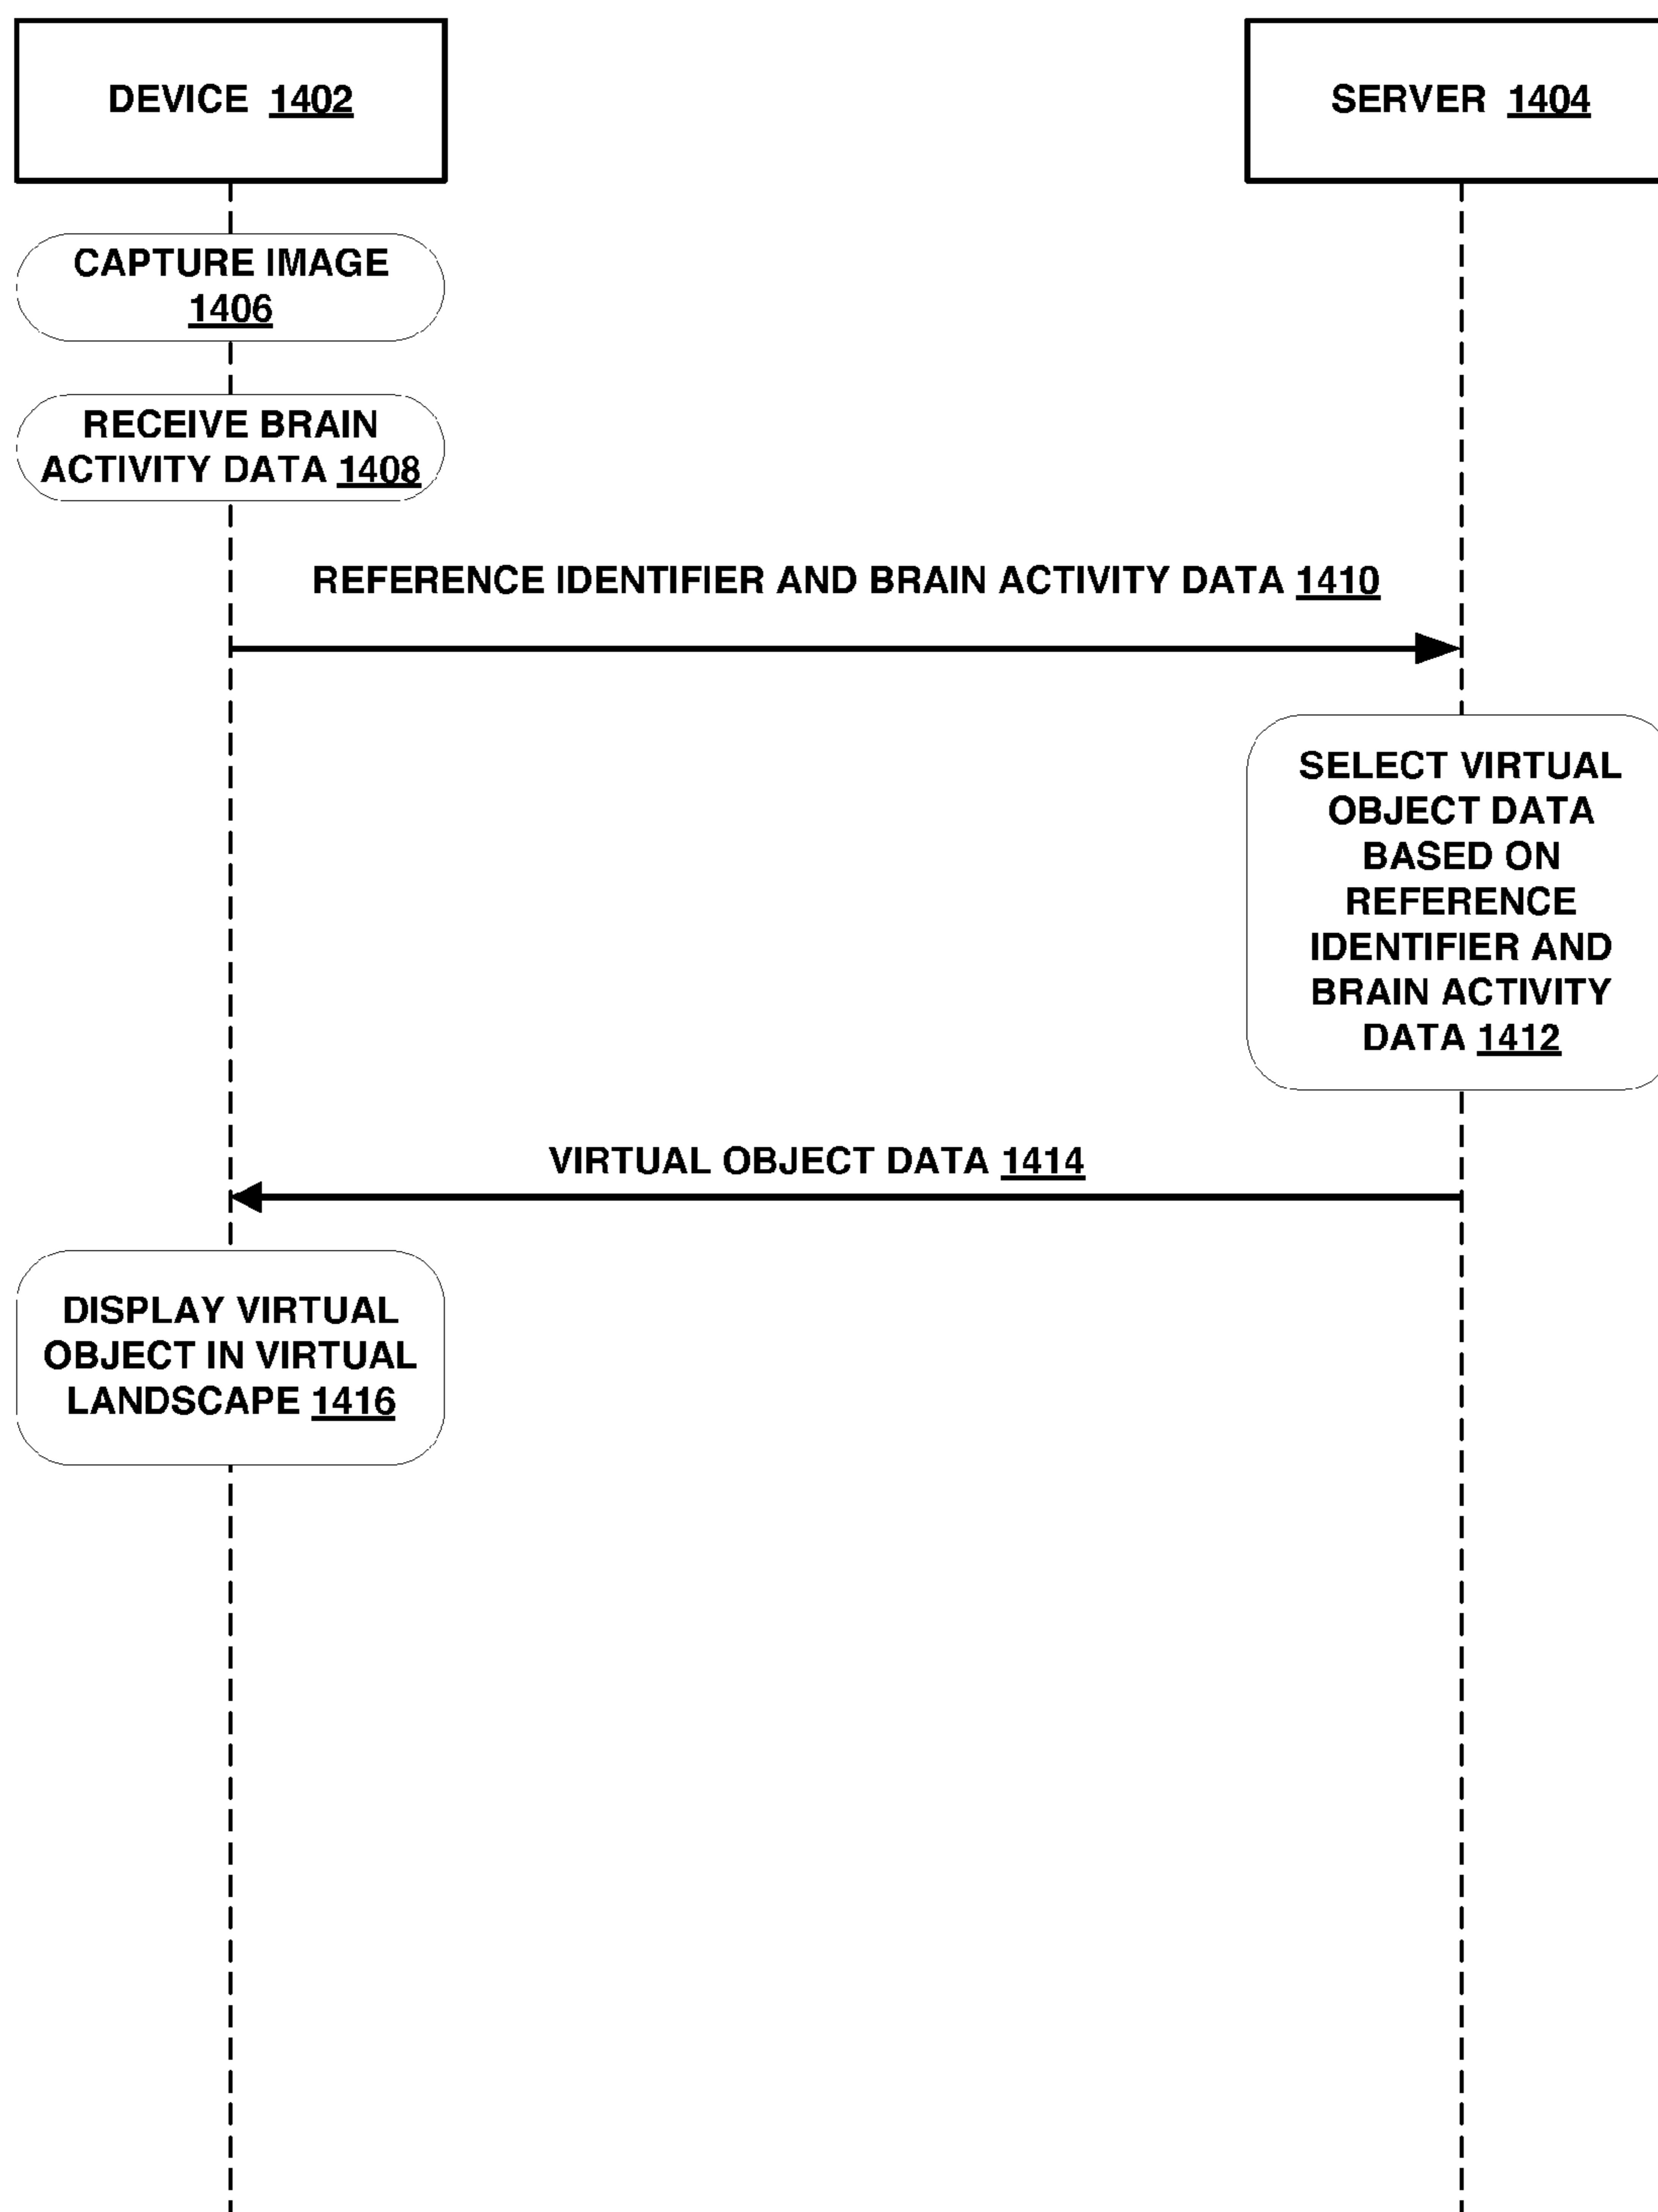 DEVICE 1402
SERVER 1404
CAPTURE IMAGE
1406
RECEIVE BRAIN
ACTIVITY DATA 1408
REFERENCE IDENTIFIER AND BRAIN ACTIVITY DATA 1410
SELECT VIRTUAL
OBJECT DATA
BASED ON
REFERENCE
IDENTIFIER AND
BRAIN ACTIVITY
DATA 1412
VIRTUAL OBJECT DATA 1414
DISPLAY VIRTUAL
OBJECT IN VIRTUAL
LANDSCAPE 1416